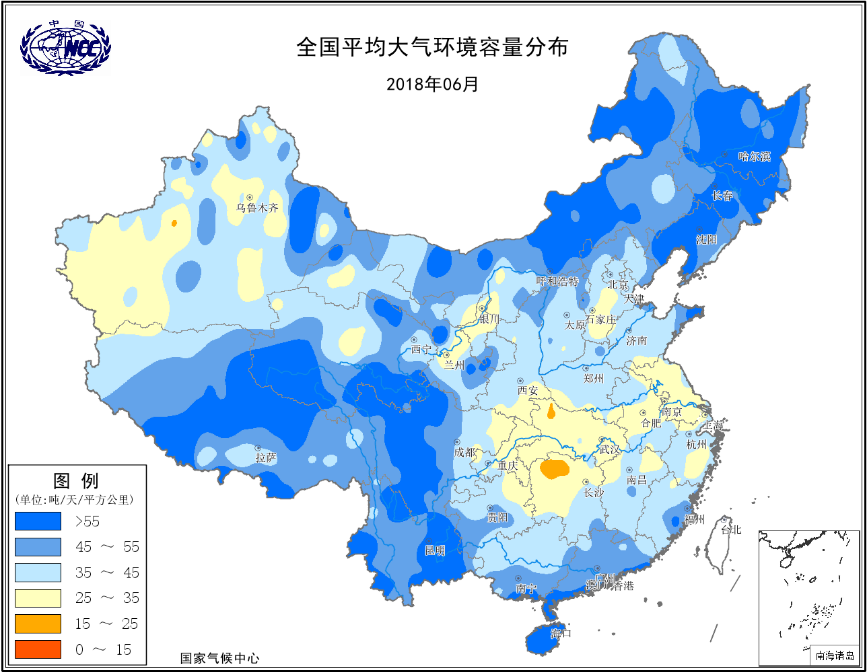 中国
NCC
全国平均大气环境容量分布
2018年06月
哈尔滨
长春
沈阳
乌鲁木齐
呼和浩特
北京
天津
银川
石家庄
太原
济南
西宁
兰州
郑州
西安
南京
合肥
上海
杭州
成都
武汉
拉萨
重庆
南昌
长沙
贵阳
福州
台北
昆明
广州
南宁
澳门
香港
海口
图 例
(单位:吨/天/平方公里)
>55
45 ~ 55
35 ~ 45
25 ~ 35
15 ~ 25
0 ~ 15
国家气候中心
南海诸岛